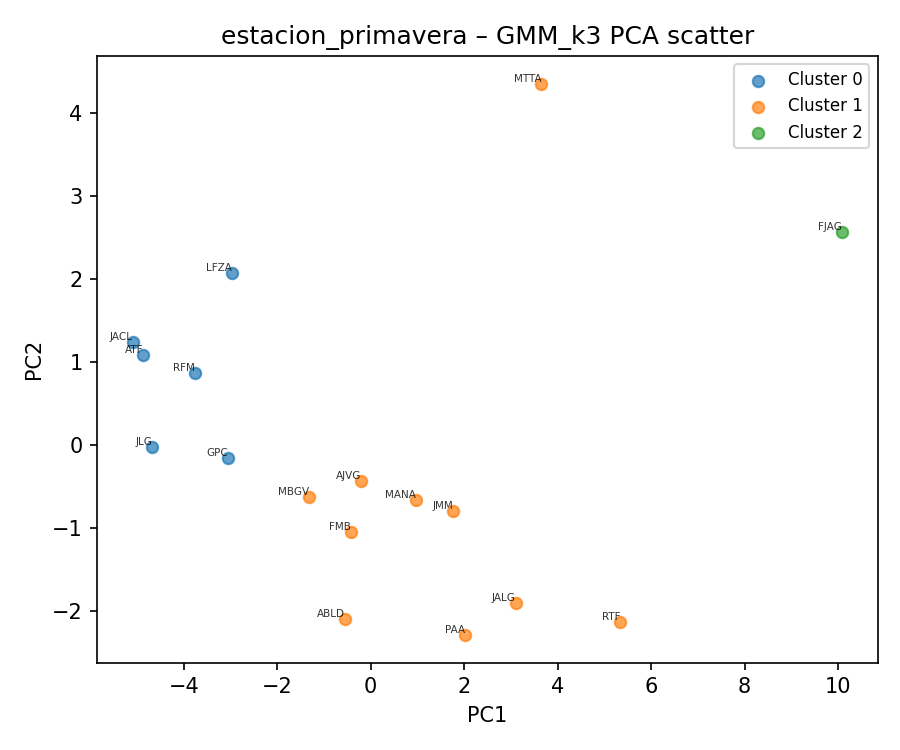 estacion_primavera – GMM_k3 PCA scatter
Cluster 0
Cluster 1
Cluster 2
MTTA
FJAG
LFZA
JACL
ATF
RFM
JLG
GPC
MBGV
AJVG
MANA
JMM
FMB
ABLD
PAA
JALG
RTF
PC2
4
3
2
1
0
−1
−2
−4
−2
0
2
4
6
8
10
PC1